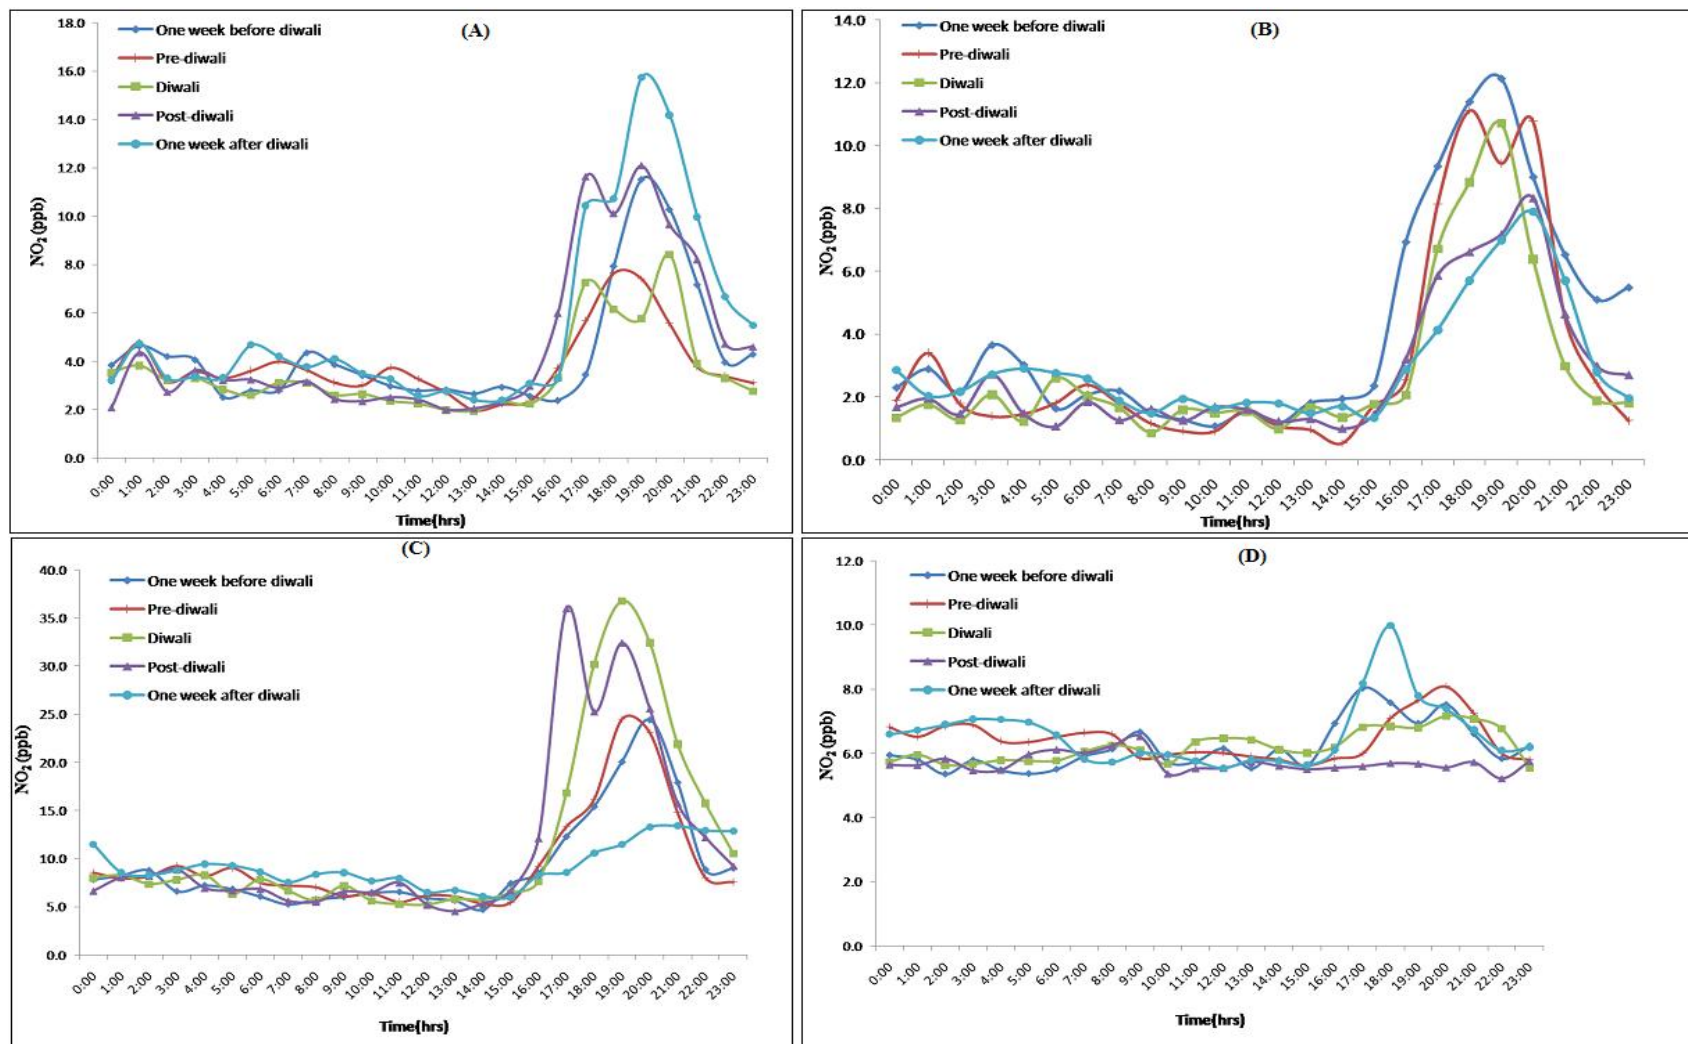 (A)
18.0
16.0
14.0
12.0
10.0
8.0
6.0
4.0
2.0
0.0
NO₂ (ppb)
One week before diwali
Pre-diwali
Diwali
Post-diwali
One week after diwali
0:00 1:00 2:00 3:00 4:00 5:00 6:00 7:00 8:00 9:00 10:00 11:00 12:00 13:00 14:00 15:00 16:00 17:00 18:00 19:00 20:00 21:00 22:00 23:00
Time(hrs)
(B)
14.0
12.0
10.0
8.0
6.0
4.0
2.0
0.0
NO₂ (ppb)
One week before diwali
Pre-diwali
Diwali
Post-diwali
One week after diwali
0:00 1:00 2:00 3:00 4:00 5:00 6:00 7:00 8:00 9:00 10:00 11:00 12:00 13:00 14:00 15:00 16:00 17:00 18:00 19:00 20:00 21:00 22:00 23:00
Time(hrs)
(C)
40.0
35.0
30.0
25.0
20.0
15.0
10.0
5.0
0.0
NO₂ (ppb)
One week before diwali
Pre-diwali
Diwali
Post-diwali
One week after diwali
0:00 1:00 2:00 3:00 4:00 5:00 6:00 7:00 8:00 9:00 10:00 11:00 12:00 13:00 14:00 15:00 16:00 17:00 18:00 19:00 20:00 21:00 22:00 23:00
Time(hrs)
(D)
12.0
10.0
8.0
6.0
4.0
2.0
0.0
NO₂ (ppb)
One week before diwali
Pre-diwali
Diwali
Post-diwali
One week after diwali
0:00 1:00 2:00 3:00 4:00 5:00 6:00 7:00 8:00 9:00 10:00 11:00 12:00 13:00 14:00 15:00 16:00 17:00 18:00 19:00 20:00 21:00 22:00 23:00
Time(hrs)